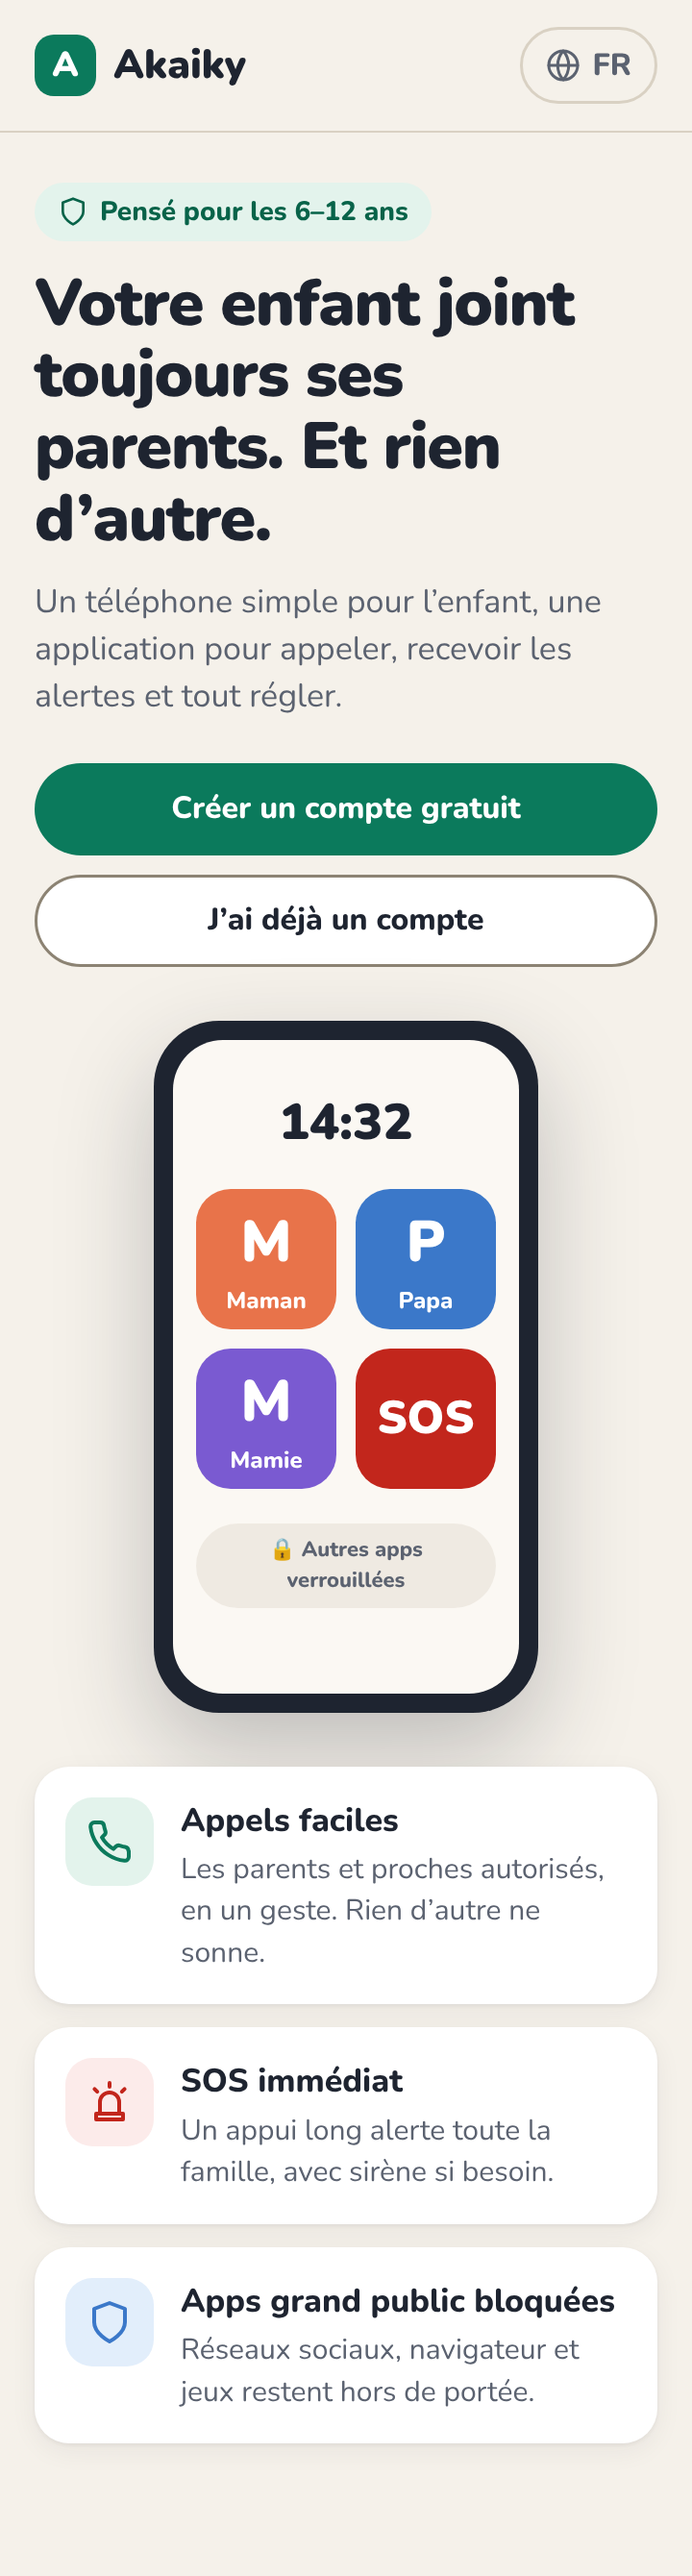 A Akaiky
FR
Pensé pour les 6–12 ans
Votre enfant joint
toujours ses
parents. Et rien
d’autre.
Un téléphone simple pour l’enfant, une
application pour appeler, recevoir les
alertes et tout régler.
Créer un compte gratuit
J’ai déjà un compte
14:32
M
Maman
P
Papa
M
Mamie
SOS
🔒 Autres apps
verrouillées
Appels faciles
Les parents et proches autorisés,
en un geste. Rien d’autre ne
sonne.
SOS immédiat
Un appui long alerte toute la
famille, avec sirène si besoin.
Apps grand public bloquées
Réseaux sociaux, navigateur et
jeux restent hors de portée.